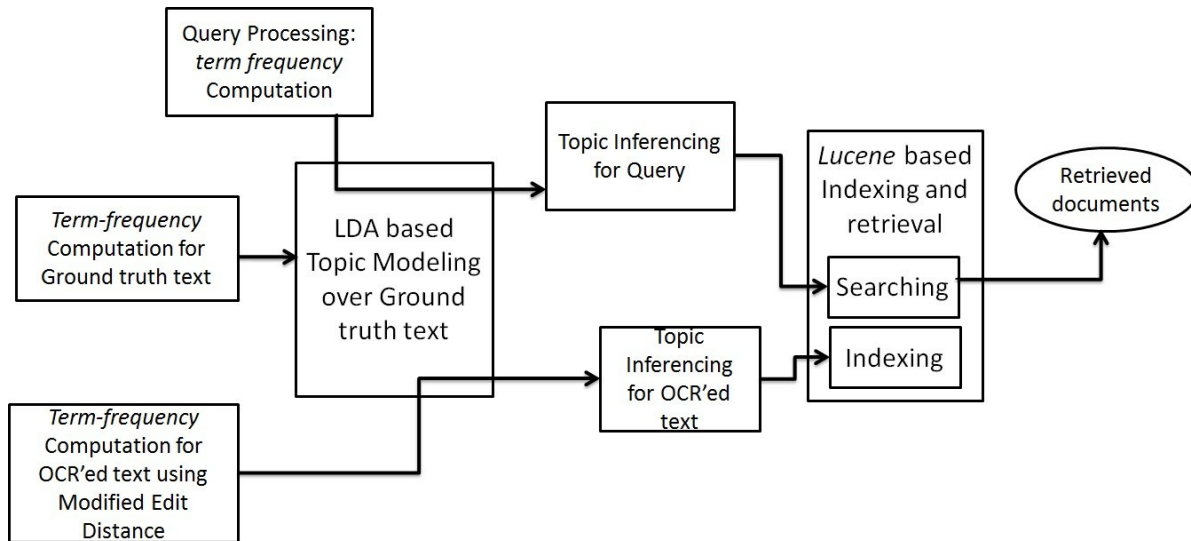 Query Processing:
term frequency
Computation
Term-frequency
Computation for
Ground truth text
Term-frequency
Computation for
OCR'ed text using
Modified Edit
Distance
LDA based
Topic Modeling
over Ground
truth text
Topic Inferencing
for Query
Topic
Inferencing
for OCR'ed
text
Lucene based
Indexing and
retrieval
Searching
Indexing
Retrieved
documents